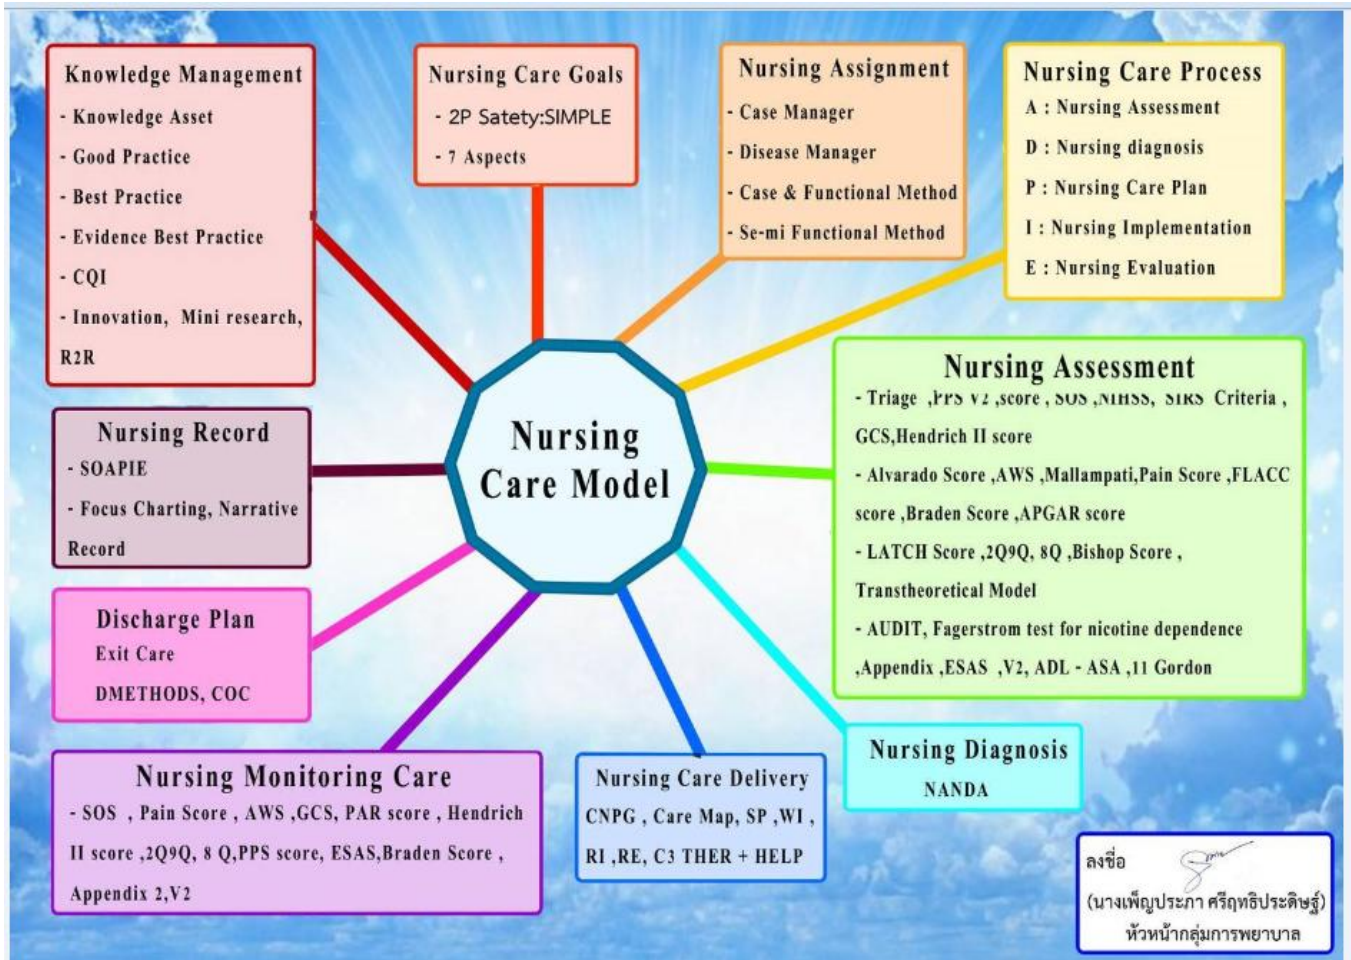 Knowledge Management
- Knowledge Asset
- Good Practice
- Best Practice
- Evidence Best Practice
- CQI
- Innovation, Mini research,
R2R
Nursing Care Goals
- 2P Satety:SIMPLE
- 7 Aspects
Nursing Assignment
- Case Manager
- Disease Manager
- Case & Functional Method
- Se-mi Functional Method
Nursing Care Process
A : Nursing Assessment
D : Nursing diagnosis
P : Nursing Care Plan
I : Nursing Implementation
E : Nursing Evaluation
Nursing
Care Model
Nursing Assessment
- Triage ,PPS V2 ,score , SOS ,NIHSS, SIRS Criteria ,
GCS,Hendrich II score
- Alvarado Score ,AWS ,Mallampati,Pain Score ,FLACC
score ,Braden Score ,APGAR score
- LATCH Score ,2Q9Q, 8Q ,Bishop Score ,
Transtheoretical Model
- AUDIT, Fagerstrom test for nicotine dependence
,Appendix ,ESAS ,V2, ADL - ASA ,11 Gordon
Nursing Record
- SOAPIE
- Focus Charting, Narrative
Record
Discharge Plan
Exit Care
DMETHODS, COC
Nursing Monitoring Care
- SOS , Pain Score , AWS ,GCS, PAR score , Hendrich
II score ,2Q9Q, 8 Q,PPS score, ESAS,Braden Score ,
Appendix 2,V2
Nursing Care Delivery
CNPG , Care Map, SP ,WI ,
RI ,RE, C3 THER + HELP
Nursing Diagnosis
NANDA
ลงชื่อ
(นางเพ็ญประภา ศรีฤทธิประดิษฐ์)
หัวหน้ากลุ่มการพยาบาล